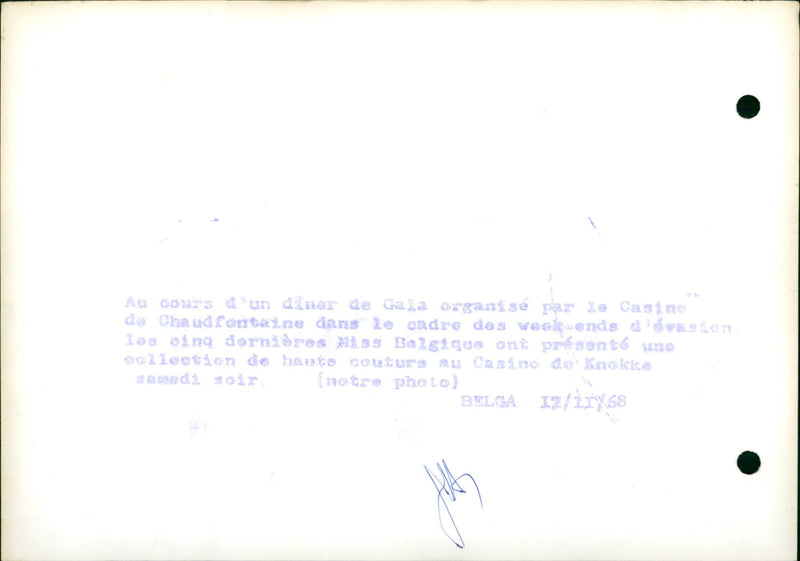 Au cours d'un dîner de Gala organisé par le Casino
de Chaudfontaine dans le cadre des week-ends d'évasion
les cinq dernières Miss Belgique ont présenté une
collection de haute couture au Casino de Knokke
samedi soir. (notre photo)
BELGA /II/68